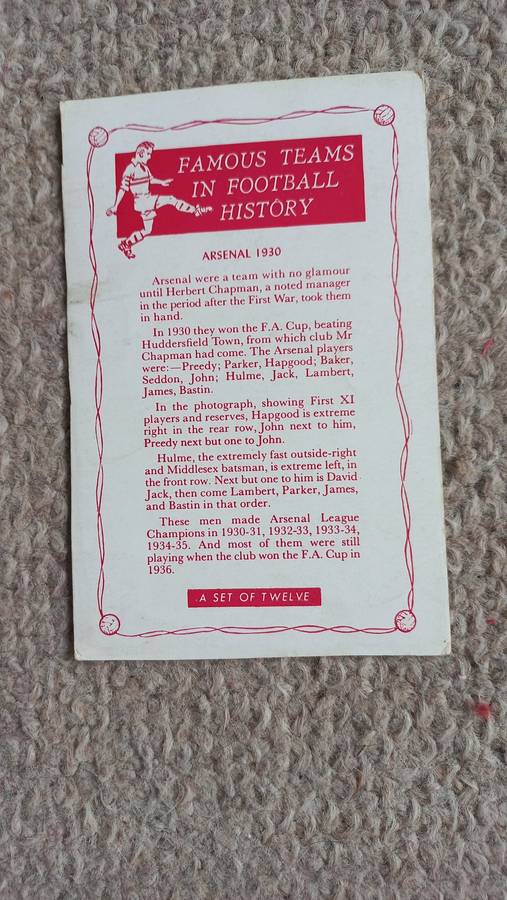 FAMOUS TEAMS
IN FOOTBALL
HISTORY
ARSENAL 1930
Arsenal were a team with no glamour
until Herbert Chapman, a noted manager
in the period after the First War, took them
in hand.
In 1930 they won the F.A. Cup, beating
Huddersfield Town, from which club Mr
Chapman had come. The Arsenal players
were:—Preedy; Parker, Hapgood; Baker,
Seddon, John; Hulme, Jack, Lambert,
James, Bastin.
In the photograph, showing First XI
players and reserves, Hapgood is extreme
right in the rear row, John next to him,
Preedy next but one to John.
Hulme, the extremely fast outside-right
and Middlesex batsman, is extreme left, in
the front row. Next but one to him is David
Jack, then come Lambert, Parker, James,
and Bastin in that order.
These men made Arsenal League
Champions in 1930-31, 1932-33, 1933-34,
1934-35. And most of them were still
playing when the club won the F.A. Cup in
1936.
A SET OF TWELVE